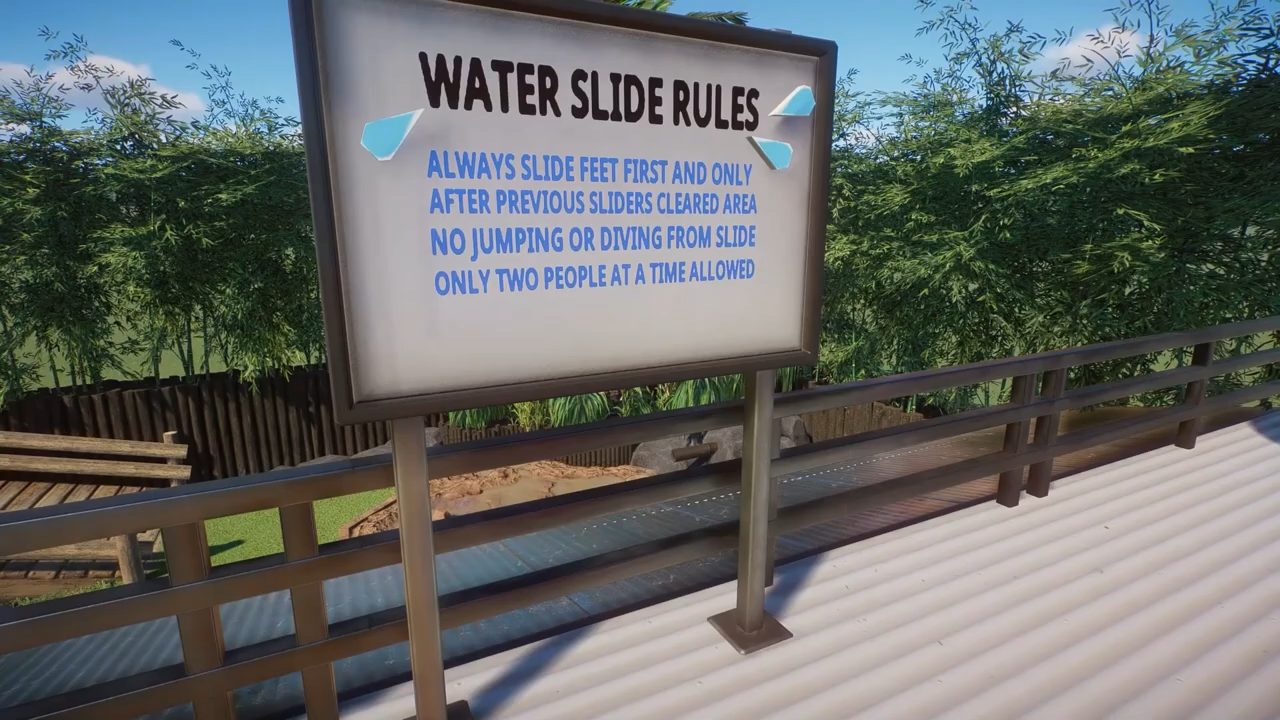 WATER SLIDE RULES
ALWAYS SLIDE FEET FIRST AND ONLY
AFTER PREVIOUS SLIDERS CLEARED AREA
NO JUMPING OR DIVING FROM SLIDE
ONLY TWO PEOPLE AT A TIME ALLOWED